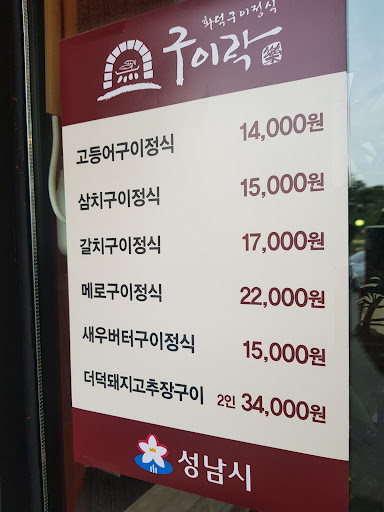 화덕구이정식
구이락
고등어구이정식 14,000원
삼치구이정식 15,000원
갈치구이정식 17,000원
메로구이정식 22,000원
새우버터구이정식 15,000원
더덕돼지고추장구이 2인 34,000원
성남시